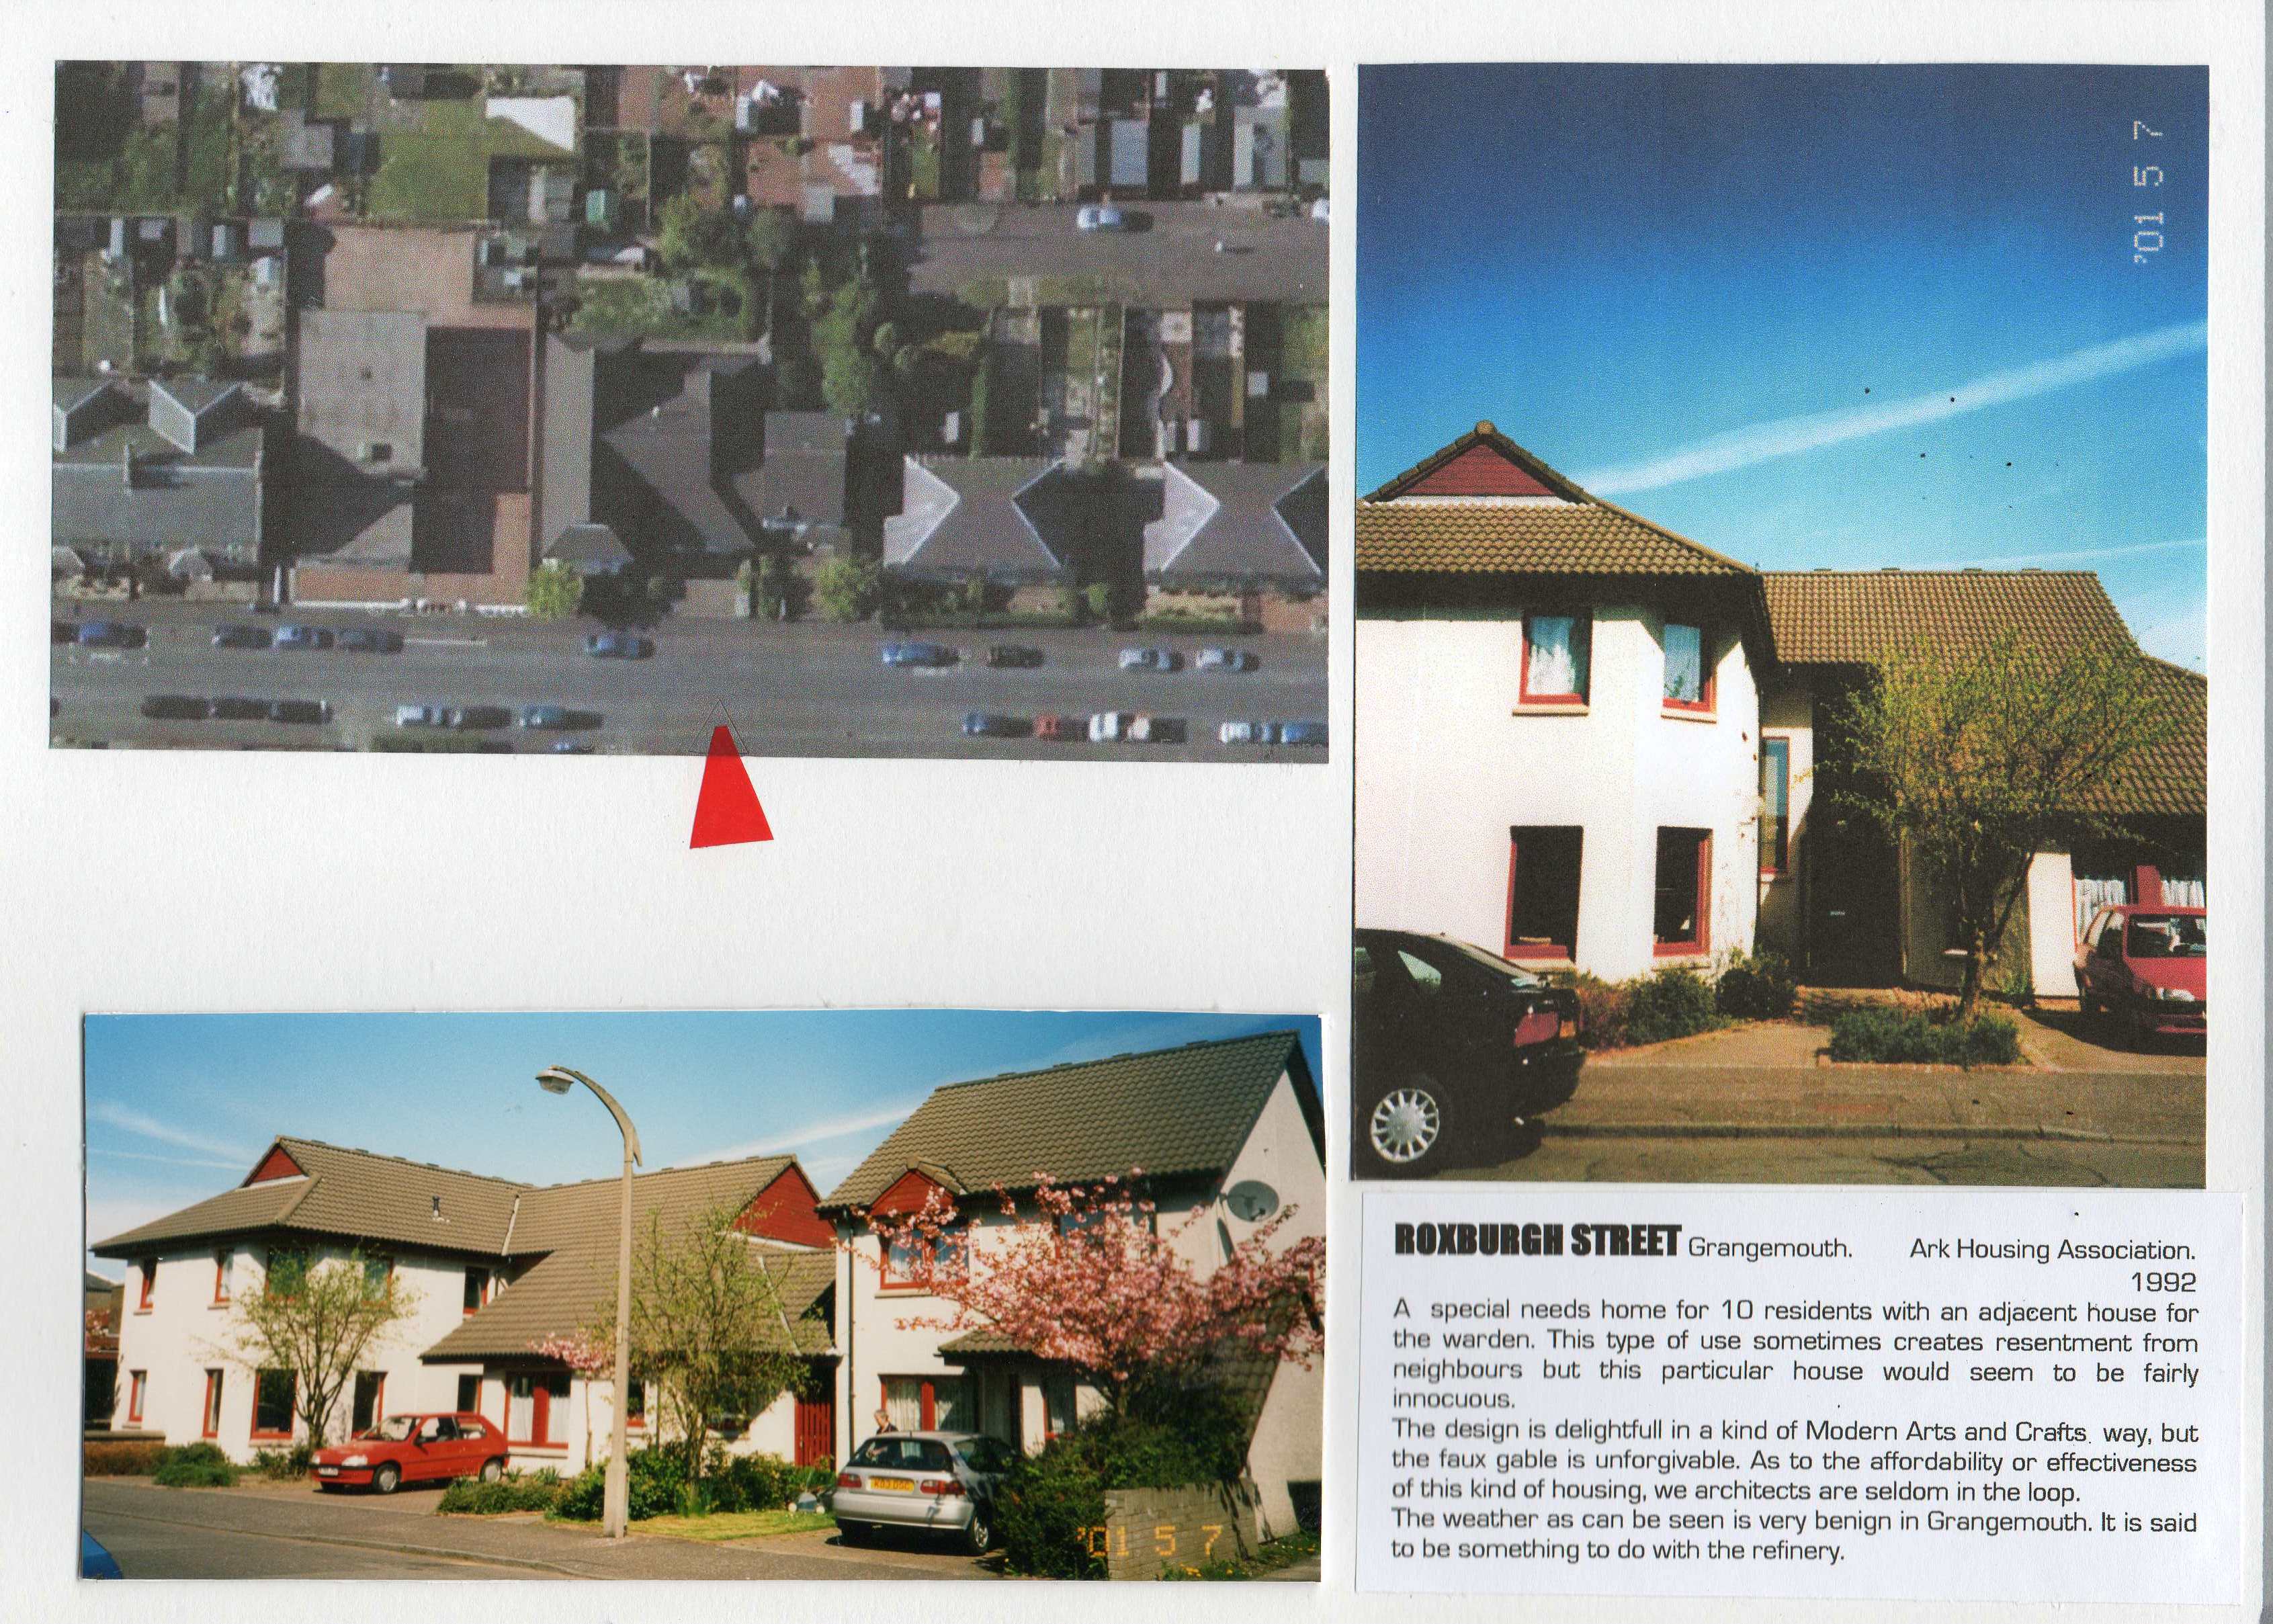 '01 5 7
ROXBURGH STREET Grangemouth. Ark Housing Association.
1992
A special needs home for 10 residents with an adjacent house for
the warden. This type of use sometimes creates resentment from
neighbours but this particular house would seem to be fairly
innocuous.
The design is delightfull in a kind of Modern Arts and Crafts. way, but
the faux gable is unforgivable. As to the affordability or effectiveness
of this kind of housing, we architects are seldom in the loop.
The weather as can be seen is very benign in Grangemouth. It is said
to be something to do with the refinery.
'01 5 7